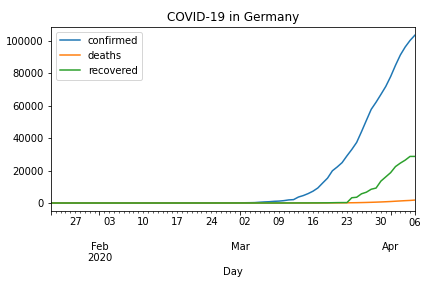 COVID-19 in Germany
confirmed
deaths
recovered
100000
80000
60000
40000
20000
0
27 03 10 17 24 02 09 16 23 30 06
Feb Mar Apr
2020
Day